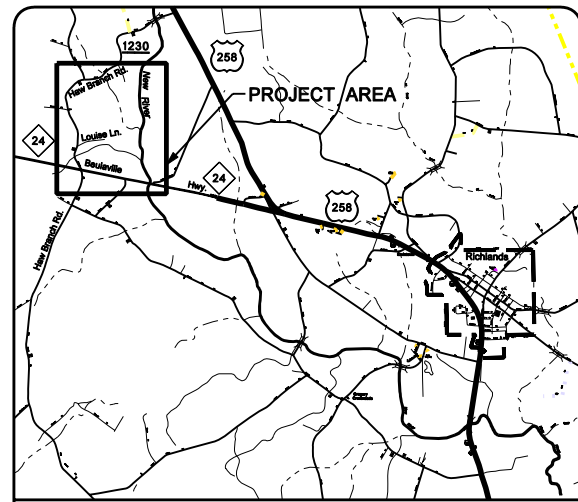 1230
258
Haw Branch Rd.
New River
PROJECT AREA
Louise Ln.
24
Beulaville
Hwy.
24
258
Haw Branch Rd.
Richlands